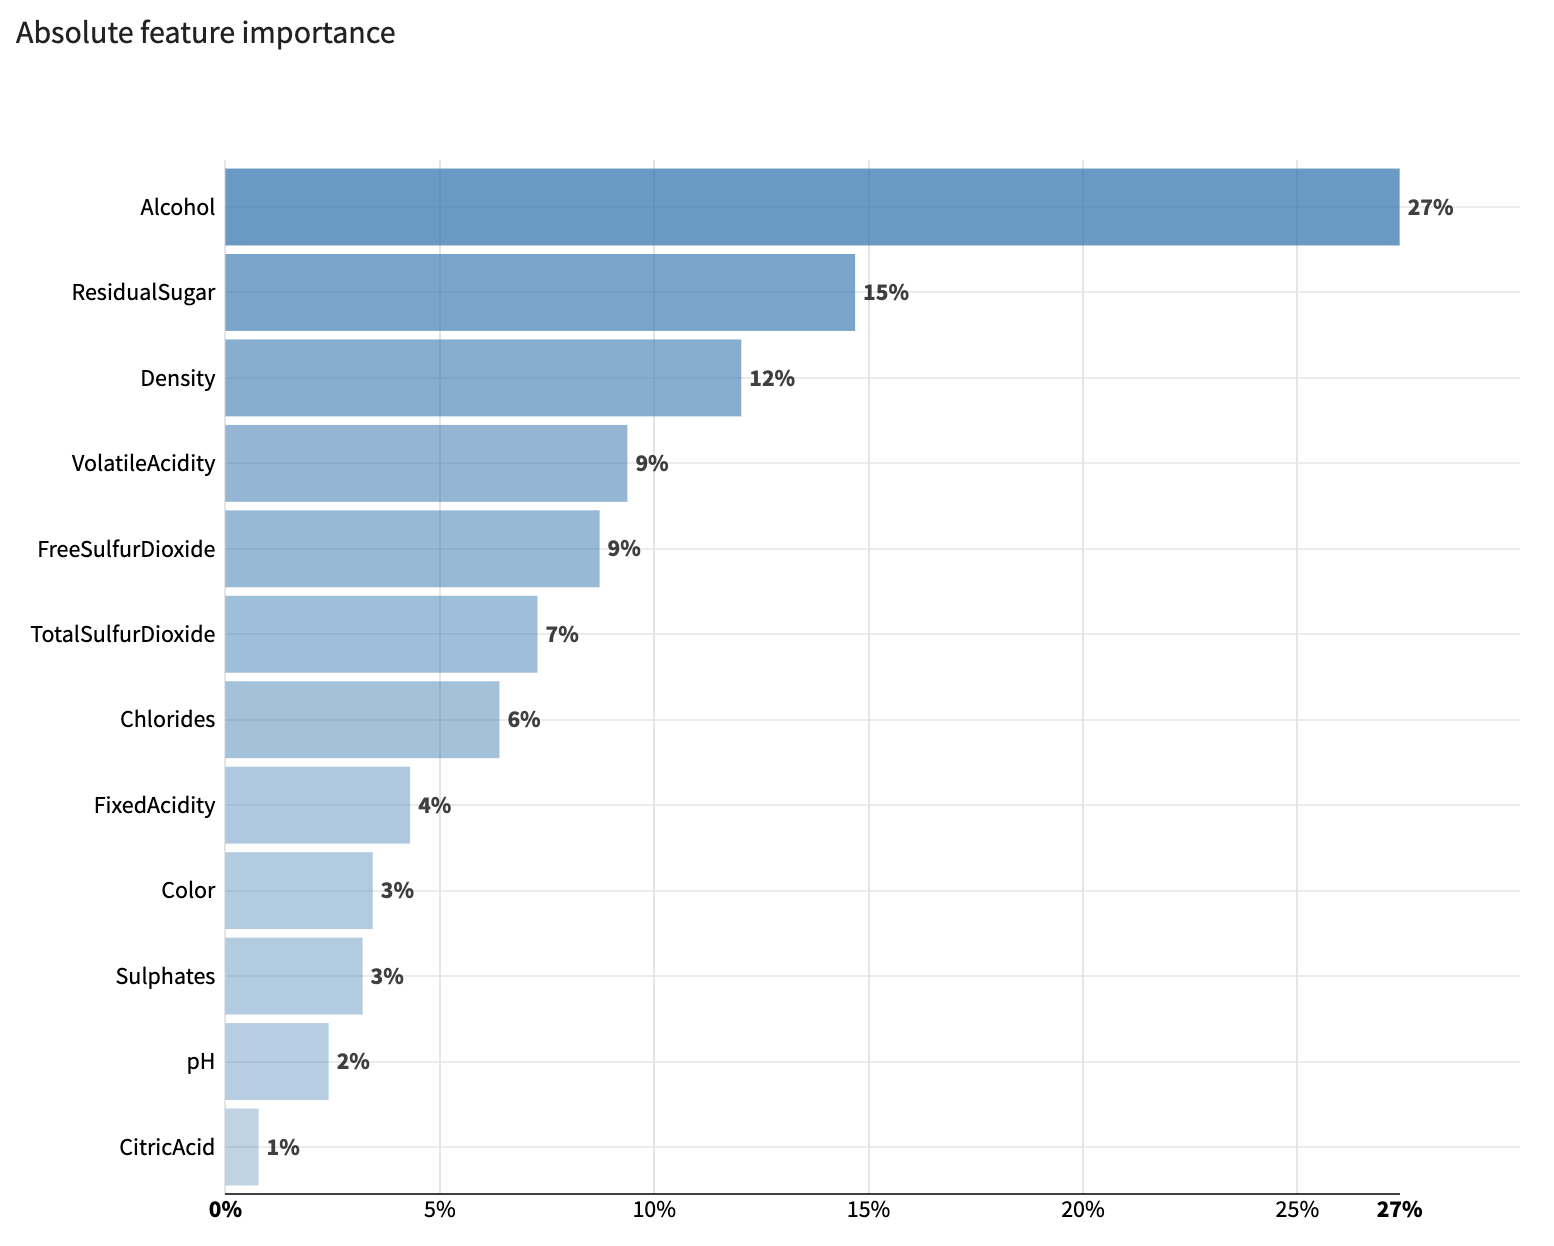 Absolute feature importance
Alcohol 27%
ResidualSugar 15%
Density 12%
VolatileAcidity 9%
FreeSulfurDioxide 9%
TotalSulfurDioxide 7%
Chlorides 6%
FixedAcidity 4%
Color 3%
Sulphates 3%
pH 2%
CitricAcid 1%
0% 5% 10% 15% 20% 25% 27%